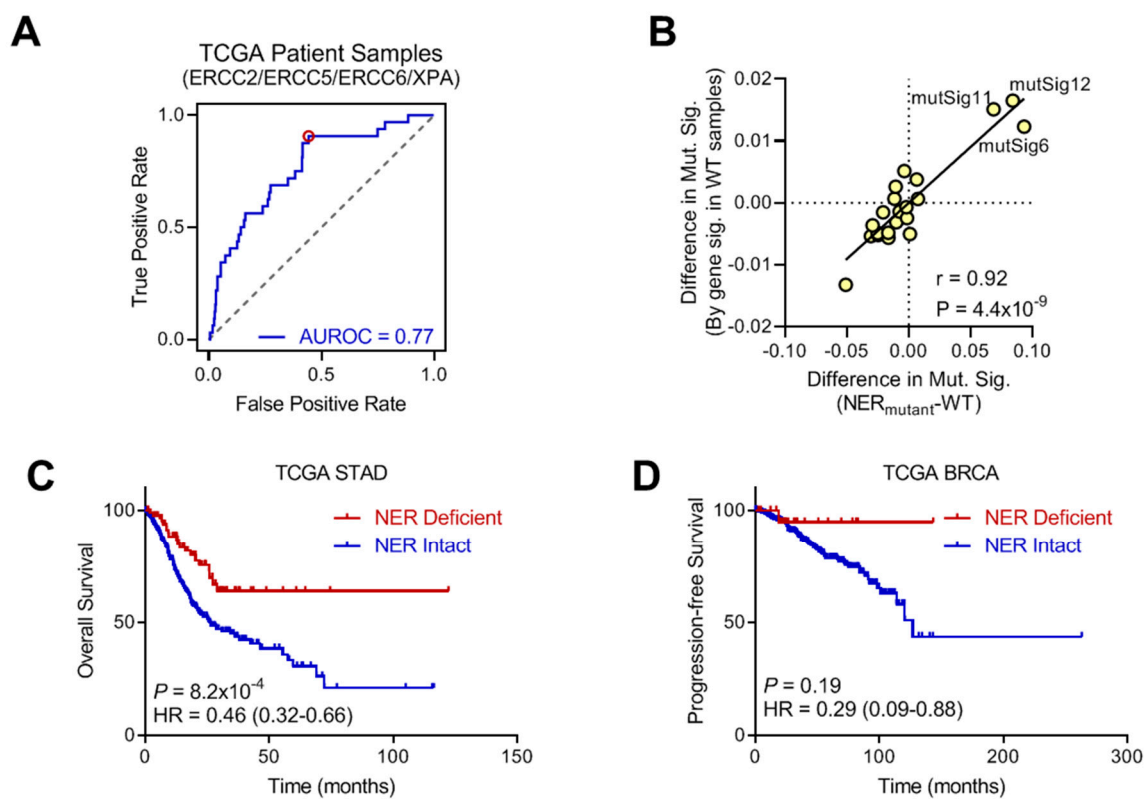 A
TCGA Patient Samples
(ERCC2/ERCC5/ERCC6/XPA)
True Positive Rate
1.0
0.5
0.0
AUROC = 0.77
0.0
0.5
1.0
False Positive Rate
B
Difference in Mut. Sig.
(By gene sig. in WT samples)
0.02
0.01
0.00
-0.01
-0.02
mutSig11
mutSig12
mutSig6
r = 0.92
P = 4.4x10⁻⁹
-0.10
-0.05
0.00
0.05
0.10
Difference in Mut. Sig.
(NERmutant-WT)
C
TCGA STAD
Overall Survival
100
50
0
NER Deficient
NER Intact
P = 8.2x10⁻⁴
HR = 0.46 (0.32-0.66)
0
50
100
150
Time (months)
D
TCGA BRCA
Progression-free Survival
100
50
0
NER Deficient
NER Intact
P = 0.19
HR = 0.29 (0.09-0.88)
0
100
200
300
Time (months)